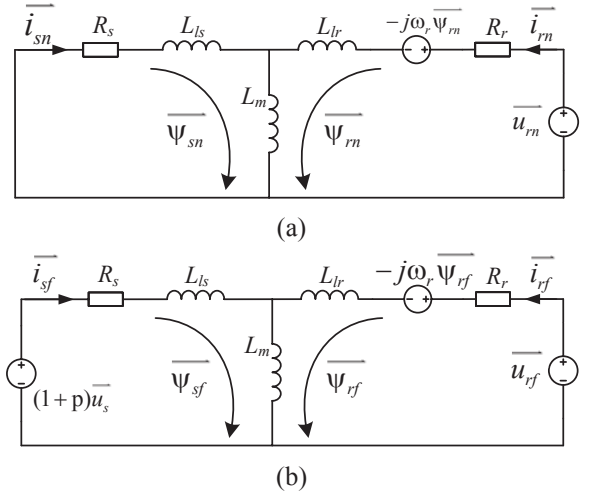 i_sn R_s L_ls L_lr -jω_r ψ_rn R_r i_rn
+ -
L_m
ψ_sn ψ_rn u_rn
(a)
i_sf R_s L_ls L_lr -jω_r ψ_rf R_r i_rf
+ -
L_m
ψ_sf ψ_rf u_rf
(1+p)u_s
(b)